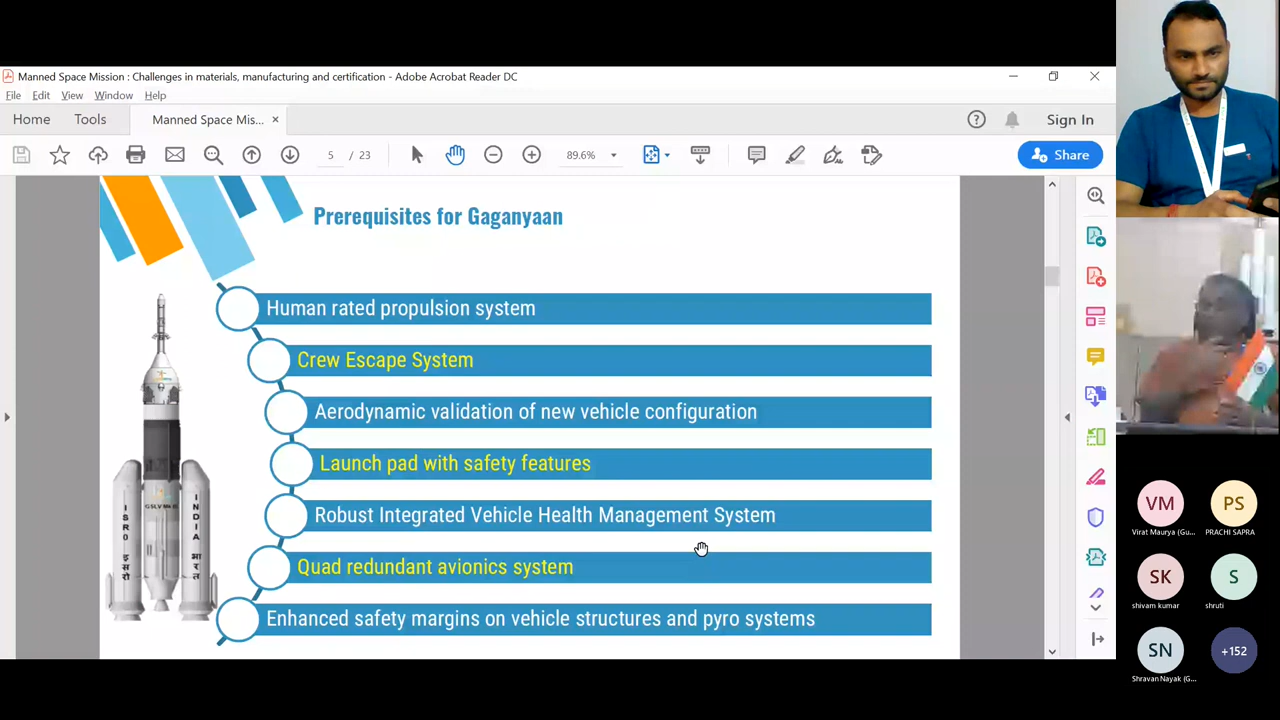 Manned Space Mission : Challenges in materials, manufacturing and certification - Adobe Acrobat Reader DC
File Edit View Window Help
Home Tools Manned Space Mis... × Sign In
5 / 23 89.6% Share
Prerequisites for Gaganyaan
Human rated propulsion system
Crew Escape System
Aerodynamic validation of new vehicle configuration
Launch pad with safety features
Robust Integrated Vehicle Health Management System
Quad redundant avionics system
Enhanced safety margins on vehicle structures and pyro systems
ISRO इसरो
INDIA भारत
VM PS
Virat Maurya (Gu... PRACHI SAPRA
SK S
shivam kumar shruti
SN +152
Shravan Nayak (G...